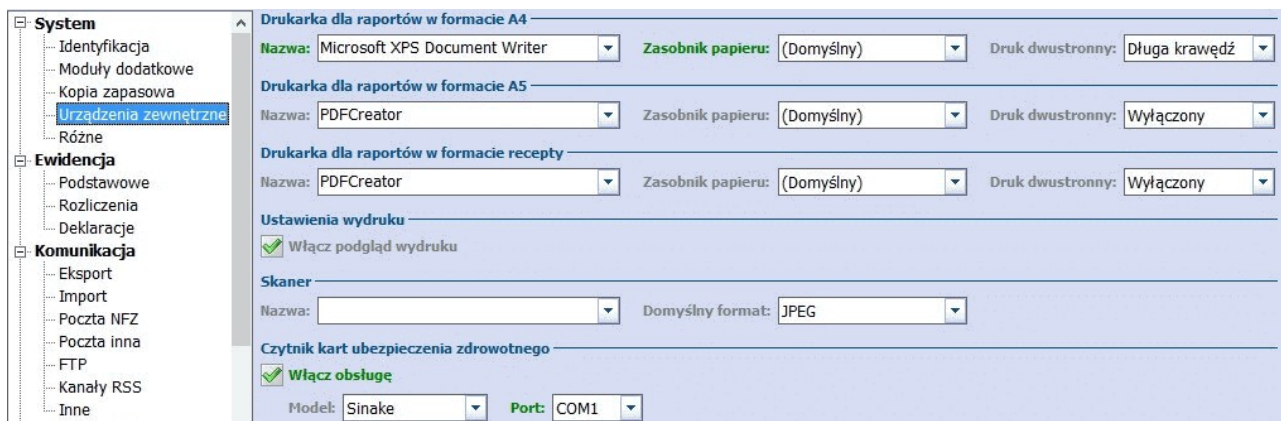 System
Identyfikacja
Moduły dodatkowe
Kopia zapasowa
Urządzenia zewnętrzne
Różne
Ewidencja
Podstawowe
Rozliczenia
Deklaracje
Komunikacja
Eksport
Import
Poczta NFZ
Poczta inna
FTP
Kanały RSS
Inne
Drukarka dla raportów w formacie A4
Nazwa: Microsoft XPS Document Writer Zasobnik papieru: (Domyślny) Druk dwustronny: Długa krawędź
Drukarka dla raportów w formacie A5
Nazwa: PDFCreator Zasobnik papieru: (Domyślny) Druk dwustronny: Wyłączony
Drukarka dla raportów w formacie recepty
Nazwa: PDFCreator Zasobnik papieru: (Domyślny) Druk dwustronny: Wyłączony
Ustawienia wydruku
Włącz podgląd wydruku
Skaner
Nazwa: Domyślny format: JPEG
Czytnik kart ubezpieczenia zdrowotnego
Włącz obsługę
Model: Sinake Port: COM1